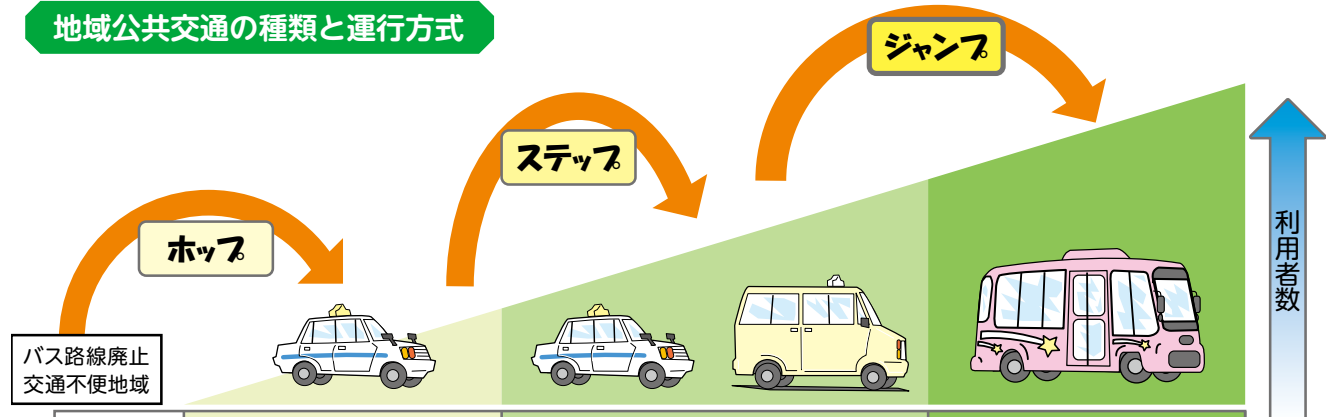 地域公共交通の種類と運行方式
ジャンプ
ステップ
ホップ
利用者数
バス路線廃止
交通不便地域